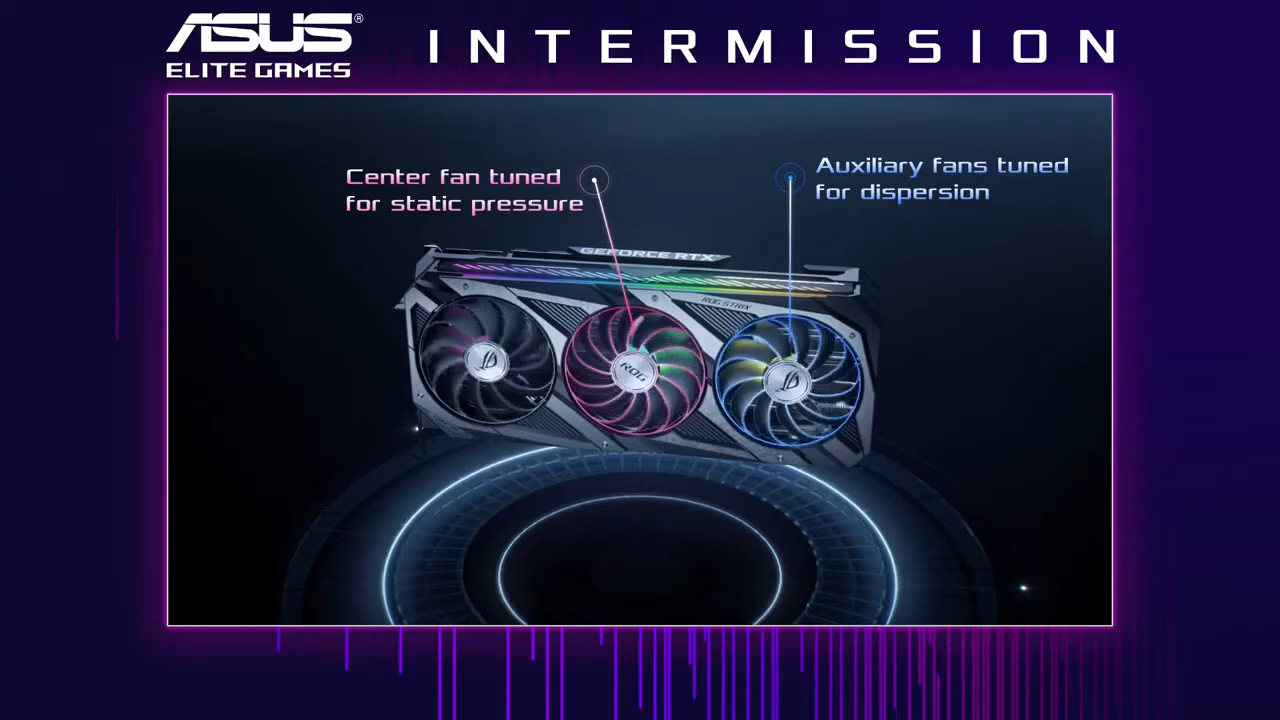 ASUS®
ELITE GAMES
INTERMISSION
Center fan tuned
for static pressure
Auxiliary fans tuned
for dispersion
GEFORCE RTX
ROG STRIX
ROG